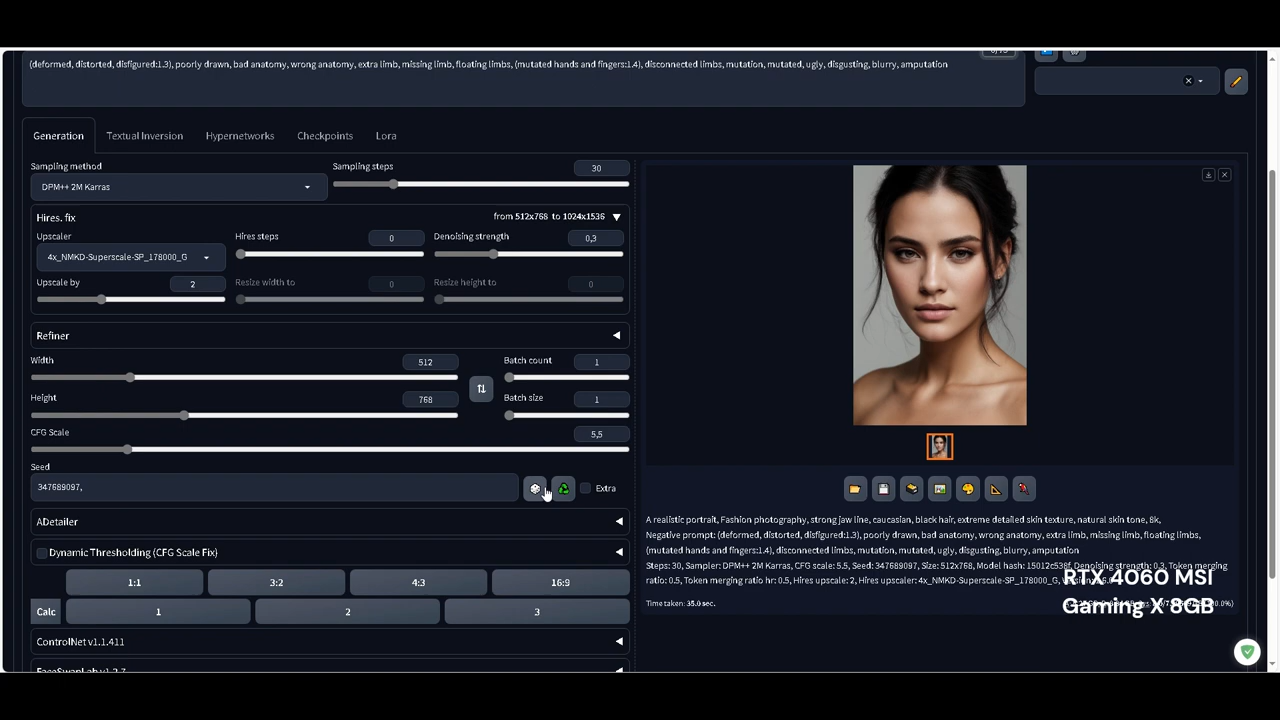 (deformed, distorted, disfigured:1.3), poorly drawn, bad anatomy, wrong anatomy, extra limb, missing limb, floating limbs, (mutated hands and fingers:1.4), disconnected limbs, mutation, mutated, ugly, disgusting, blurry, amputation
Generation Textual Inversion Hypernetworks Checkpoints Lora
Sampling method Sampling steps 30
DPM++ 2M Karras
Hires. fix from 512x768 to 1024x1536
Upscaler Hires steps 0 Denoising strength 0,3
4x_NMKD-Superscale-SP_178000_G
Upscale by 2 Resize width to 0 Resize height to 0
Refiner
Width 512 Batch count 1
Height 768 Batch size 1
CFG Scale 5,5
Seed
347689097,
Extra
ADetailer
Dynamic Thresholding (CFG Scale Fix)
1:1 3:2 4:3 16:9
Calc 1 2 3
ControlNet v1.1.411
FaceSwapLab v1.2.7
A realistic portrait, Fashion photography, strong jaw line, caucasian, black hair, extreme detailed skin texture, natural skin tone, 8k,
Negative prompt: (deformed, distorted, disfigured:1.3), poorly drawn, bad anatomy, wrong anatomy, extra limb, missing limb, floating limbs,
(mutated hands and fingers:1.4), disconnected limbs, mutation, mutated, ugly, disgusting, blurry, amputation
Steps: 30, Sampler: DPM++ 2M Karras, CFG scale: 5.5, Seed: 347689097, Size: 512x768, Model hash: 15012c538f, Denoising strength: 0.3, Token merging
ratio: 0.5, Token merging ratio hr: 0.5, Hires upscale: 2, Hires upscaler: 4x_NMKD-Superscale-SP_178000_G,
Time taken: 35.0 sec.
RTX 4060 MSI
Gaming X 8GB